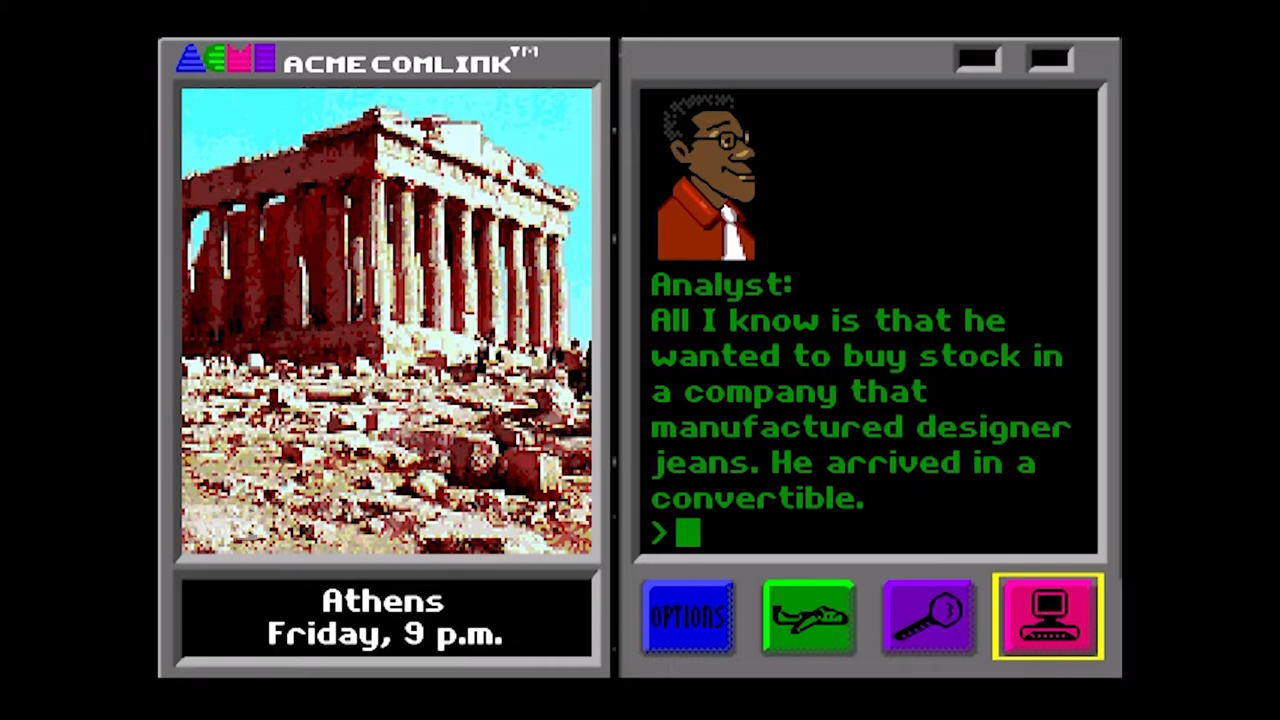 ACME ACME COMLINK™
Analyst:
All I know is that he
wanted to buy stock in
a company that
manufactured designer
jeans. He arrived in a
convertible.
>
Athens
Friday, 9 p.m.
OPTIONS